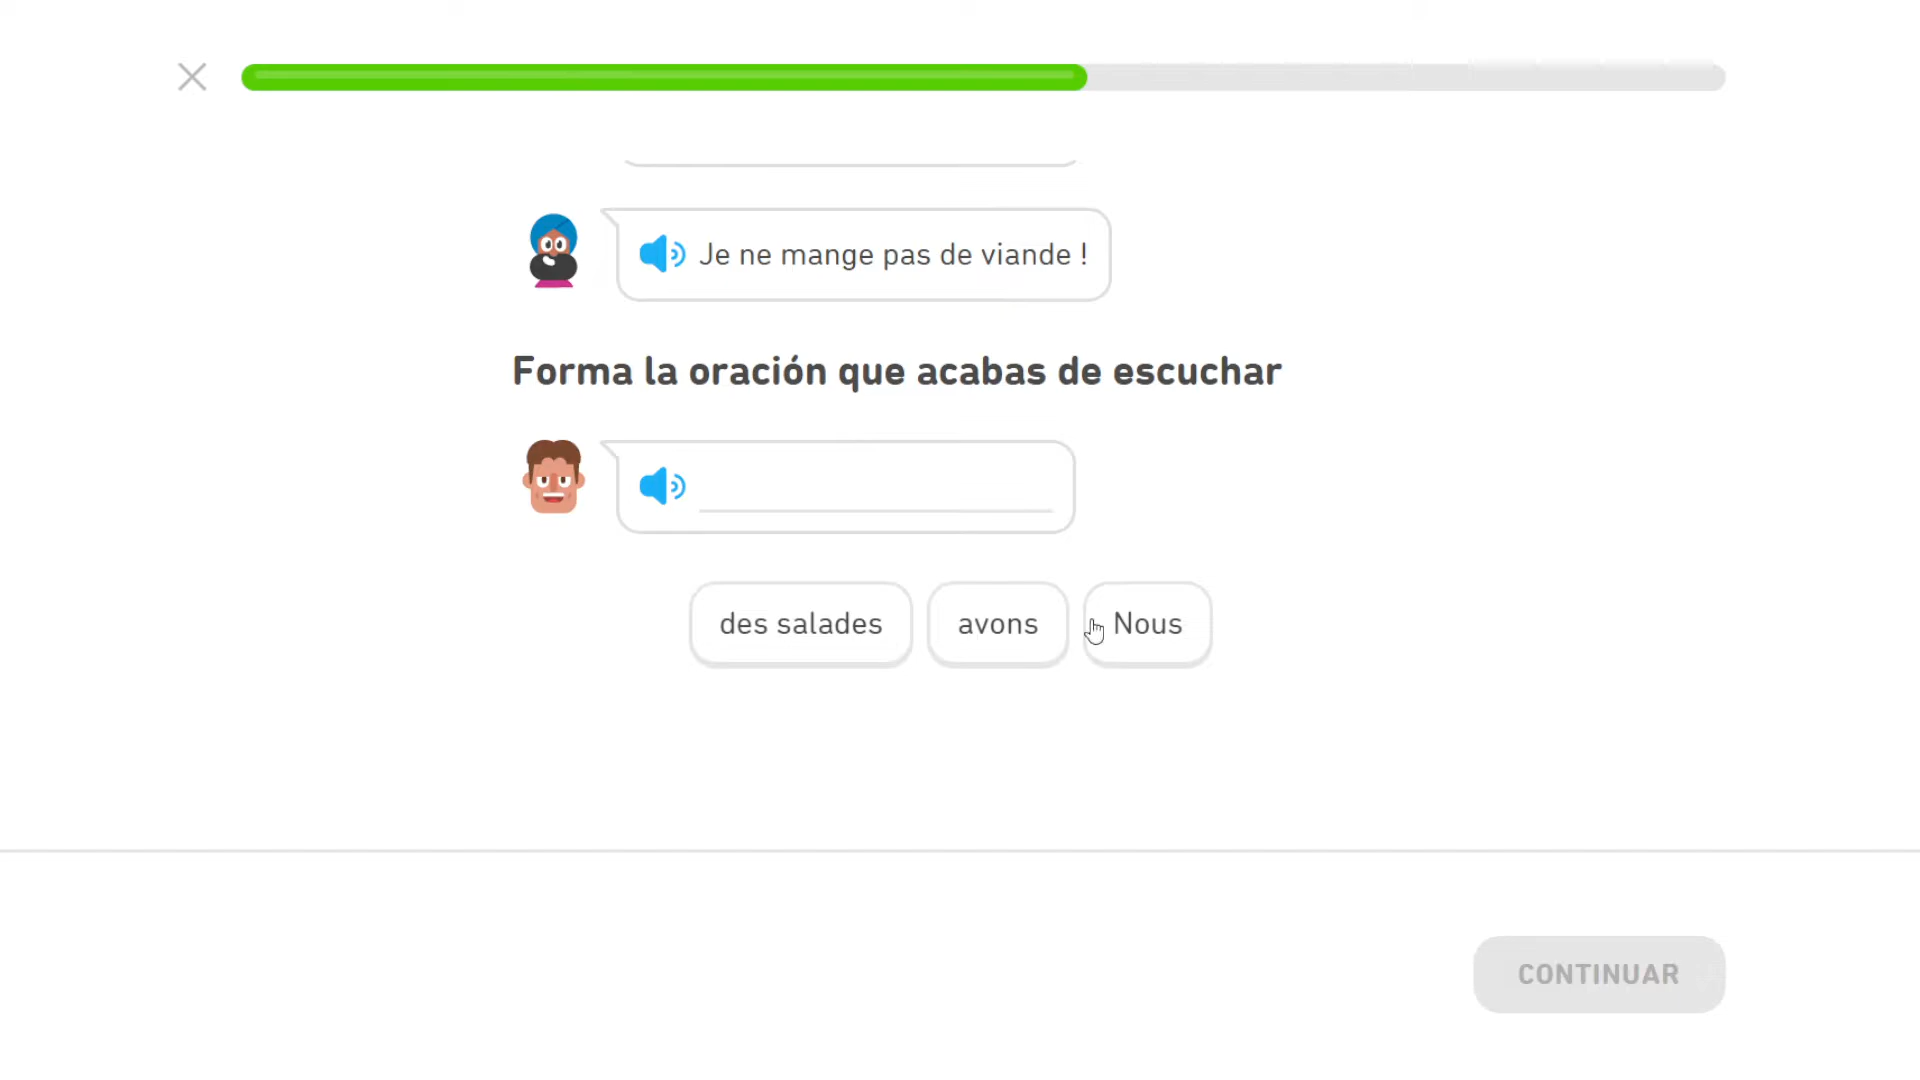 Je ne mange pas de viande !
Forma la oración que acabas de escuchar
des salades avons Nous
CONTINUAR